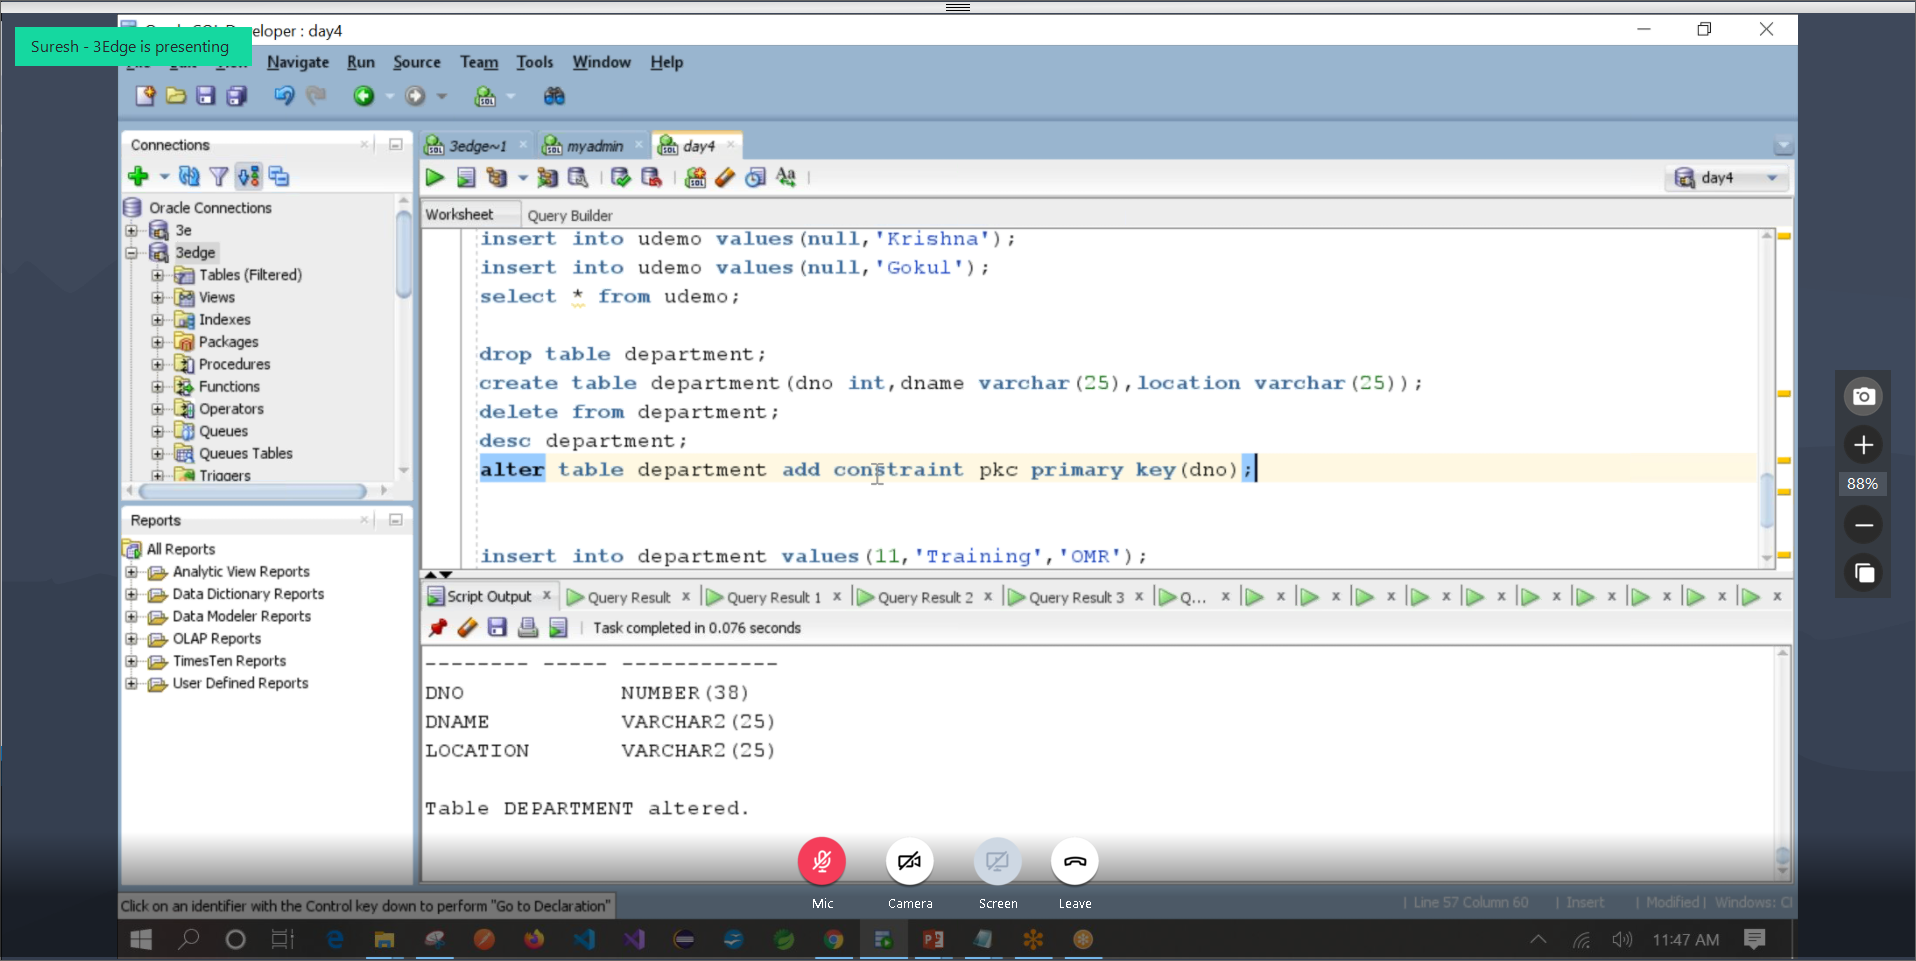 Suresh - 3Edge is presenting
eloper : day4
Navigate Run Source Team Tools Window Help
Connections
Oracle Connections
3e
3edge
Tables (Filtered)
Views
Indexes
Packages
Procedures
Functions
Operators
Queues
Queues Tables
Triggers
Reports
All Reports
Analytic View Reports
Data Dictionary Reports
Data Modeler Reports
OLAP Reports
TimesTen Reports
User Defined Reports
3edge~1 myadmin day4
day4
Worksheet Query Builder
insert into udemo values(null,'Krishna');
insert into udemo values(null,'Gokul');
select * from udemo;
drop table department;
create table department(dno int,dname varchar(25),location varchar(25));
delete from department;
desc department;
alter table department add constraint pkc primary key(dno);
insert into department values(11,'Training','OMR');
Script Output Query Result Query Result 1 Query Result 2 Query Result 3 Q...
Task completed in 0.076 seconds
-------- ----- ------------
DNO NUMBER(38)
DNAME VARCHAR2(25)
LOCATION VARCHAR2(25)
Table DEPARTMENT altered.
88%
Mic Camera Screen Leave
Click on an identifier with the Control key down to perform "Go to Declaration"
Line 57 Column 60 Insert Modified Windows: C
11:47 AM